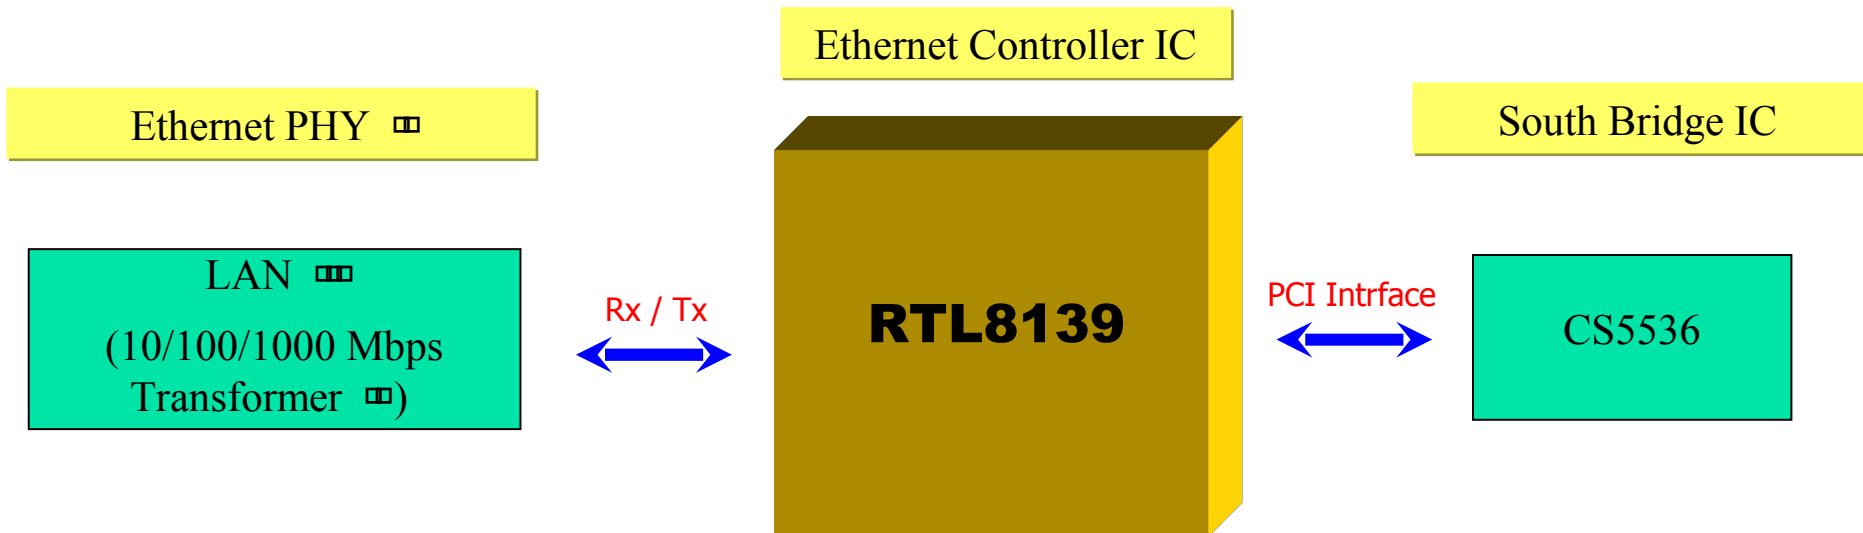 Ethernet Controller IC
Ethernet PHY
South Bridge IC
LAN
(10/100/1000 Mbps
Transformer )
Rx / Tx
RTL8139
PCI Intrface
CS5536